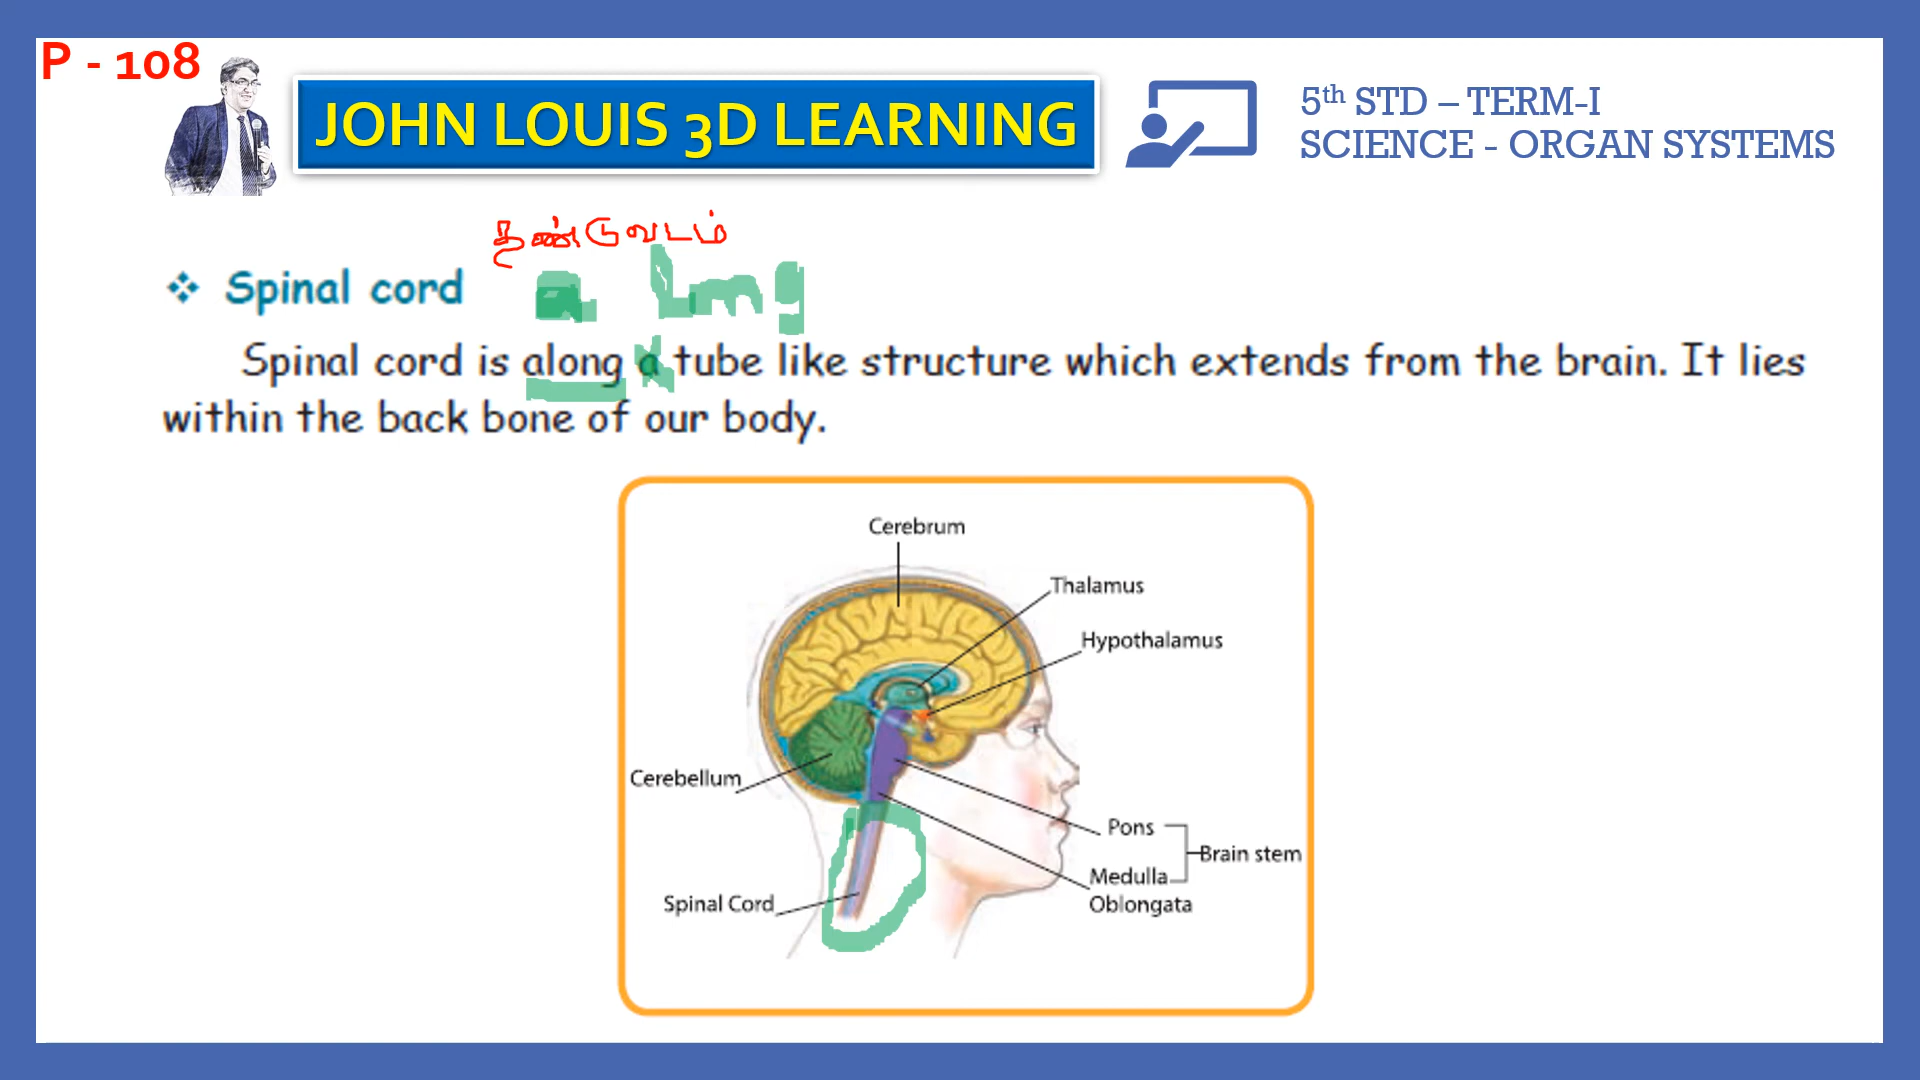 P - 108
JOHN LOUIS 3D LEARNING
5th STD – TERM-I
SCIENCE - ORGAN SYSTEMS
தண்டுவடம்
❖ Spinal cord a Long
Spinal cord is along a tube like structure which extends from the brain. It lies
within the back bone of our body.
Cerebrum
Thalamus
Hypothalamus
Cerebellum
Pons
Brain stem
Medulla
Oblongata
Spinal Cord